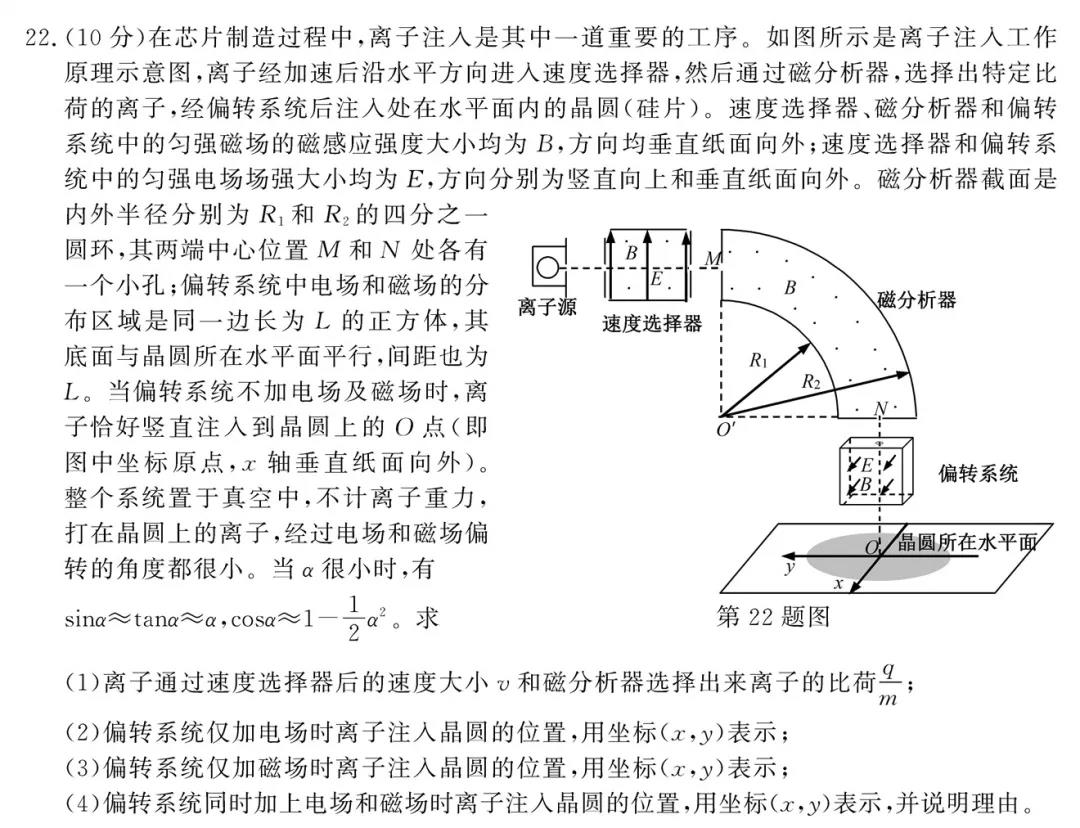 22.(10 分)在芯片制造过程中,离子注入是其中一道重要的工序。如图所示是离子注入工作
原理示意图,离子经加速后沿水平方向进入速度选择器,然后通过磁分析器,选择出特定比
荷的离子,经偏转系统后注入处在水平面内的晶圆(硅片)。速度选择器、磁分析器和偏转
系统中的匀强磁场的磁感应强度大小均为 B,方向均垂直纸面向外;速度选择器和偏转系
统中的匀强电场场强大小均为 E,方向分别为竖直向上和垂直纸面向外。磁分析器截面是
内外半径分别为 R₁ 和 R₂ 的四分之一
圆环,其两端中心位置 M 和 N 处各有
一个小孔;偏转系统中电场和磁场的分
布区域是同一边长为 L 的正方体,其
底面与晶圆所在水平面平行,间距也为
L。当偏转系统不加电场及磁场时,离
子恰好竖直注入到晶圆上的 O 点(即
图中坐标原点,x 轴垂直纸面向外)。
整个系统置于真空中,不计离子重力,
打在晶圆上的离子,经过电场和磁场偏
转的角度都很小。当 α 很小时,有
sinα≈tanα≈α,cosα≈1−1/2α²。求
B
E
M
B
离子源
速度选择器
磁分析器
R₁
R₂
N
O′
E
B
偏转系统
O
晶圆所在水平面
y
x
第 22 题图
(1)离子通过速度选择器后的速度大小 v 和磁分析器选择出来离子的比荷q/m;
(2)偏转系统仅加电场时离子注入晶圆的位置,用坐标(x,y)表示;
(3)偏转系统仅加磁场时离子注入晶圆的位置,用坐标(x,y)表示;
(4)偏转系统同时加上电场和磁场时离子注入晶圆的位置,用坐标(x,y)表示,并说明理由。